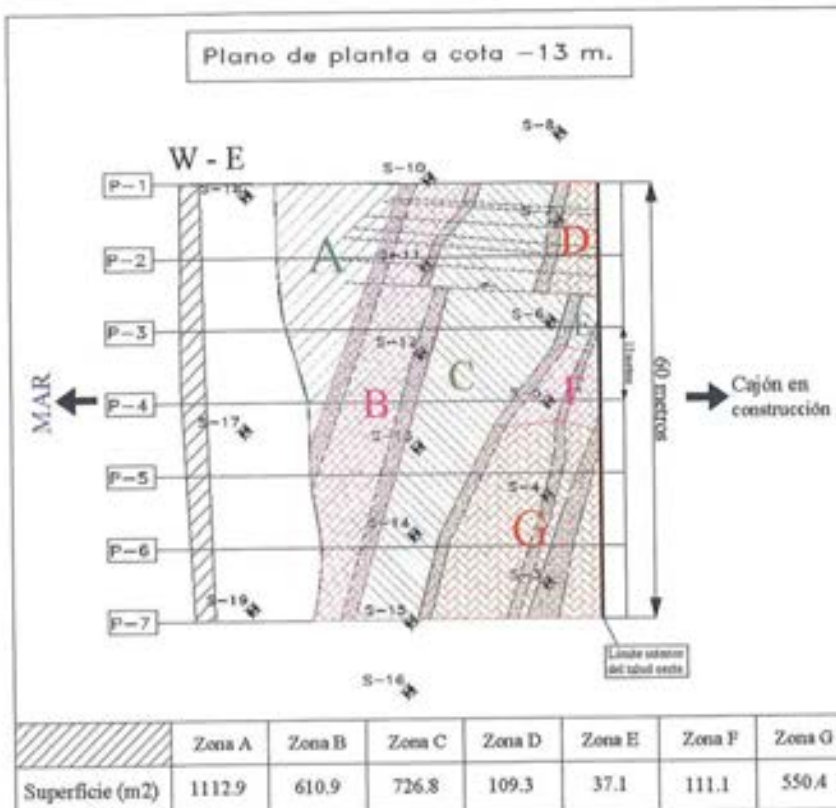 Plano de planta a cota -13 m.
W - E
S-8
S-10
P-1
A
D
P-2
S-11
S-6
P-3
S-12
E
B
C
F
P-4
MAR
60 metros
Cajón en
construcción
S-17
P-5
S-4
S-14
G
P-6
S-3
S-19
S-15
P-7
S-16
Zona A Zona B Zona C Zona D Zona E Zona F Zona G
Superficie (m2) 1112.9 610.9 726.8 109.3 37.1 111.1 550.4